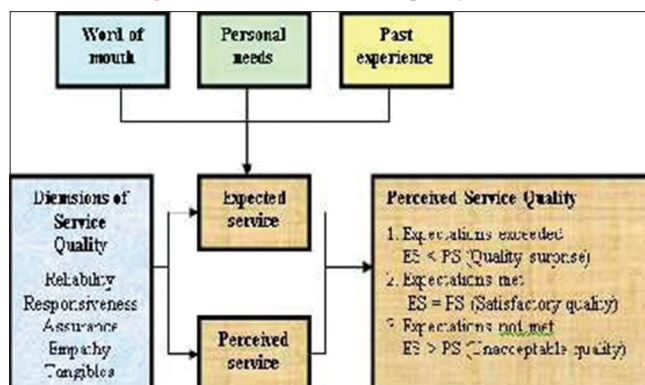 Word of
mouth
Personal
needs
Past
experience
Diemsions of
Service
Quality
Reliability
Responsiveness
Assurance
Empathy
Tongibles
Expected
service
Perceived
service
Perceived Service Quality
1. Expectations exceeded
ES < PS (Quality surprise)
2. Expectations met
ES = PS (Satisfactory quality)
3. Expectations not met
ES > PS (Unacceptable quality)